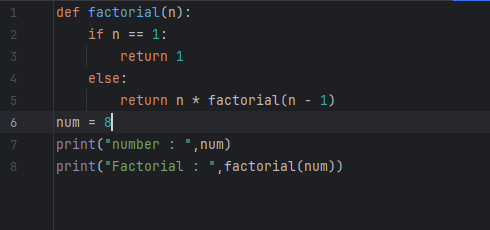 1 def factorial(n):
2     if n == 1:
3         return 1
4     else:
5         return n * factorial(n - 1)
6 num = 8
7 print("number : ",num)
8 print("Factorial : ",factorial(num))